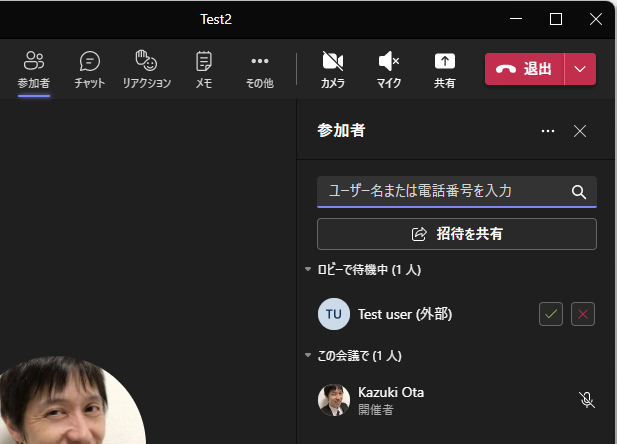 Test2
参加者
チャット
リアクション
メモ
その他
カメラ
マイク
共有
退出
参加者
ユーザー名または電話番号を入力
招待を共有
ロビーで待機中 (1 人)
TU
Test user (外部)
この会議で (1 人)
Kazuki Ota
開催者